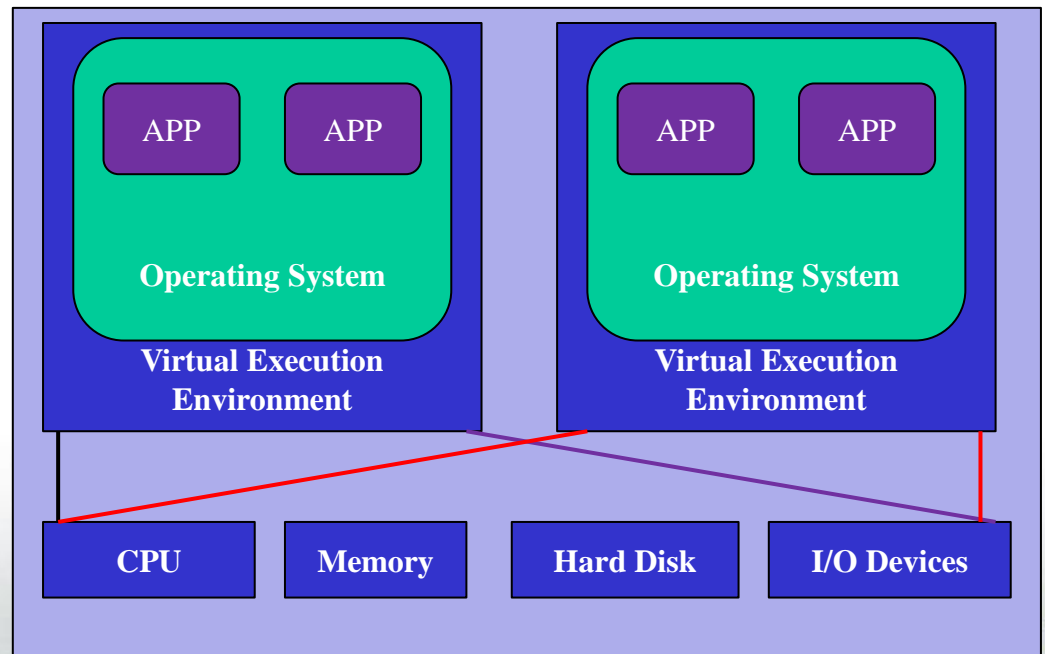 APP APP APP APP
Operating System Operating System
Virtual Execution Virtual Execution
Environment Environment
CPU Memory Hard Disk I/O Devices